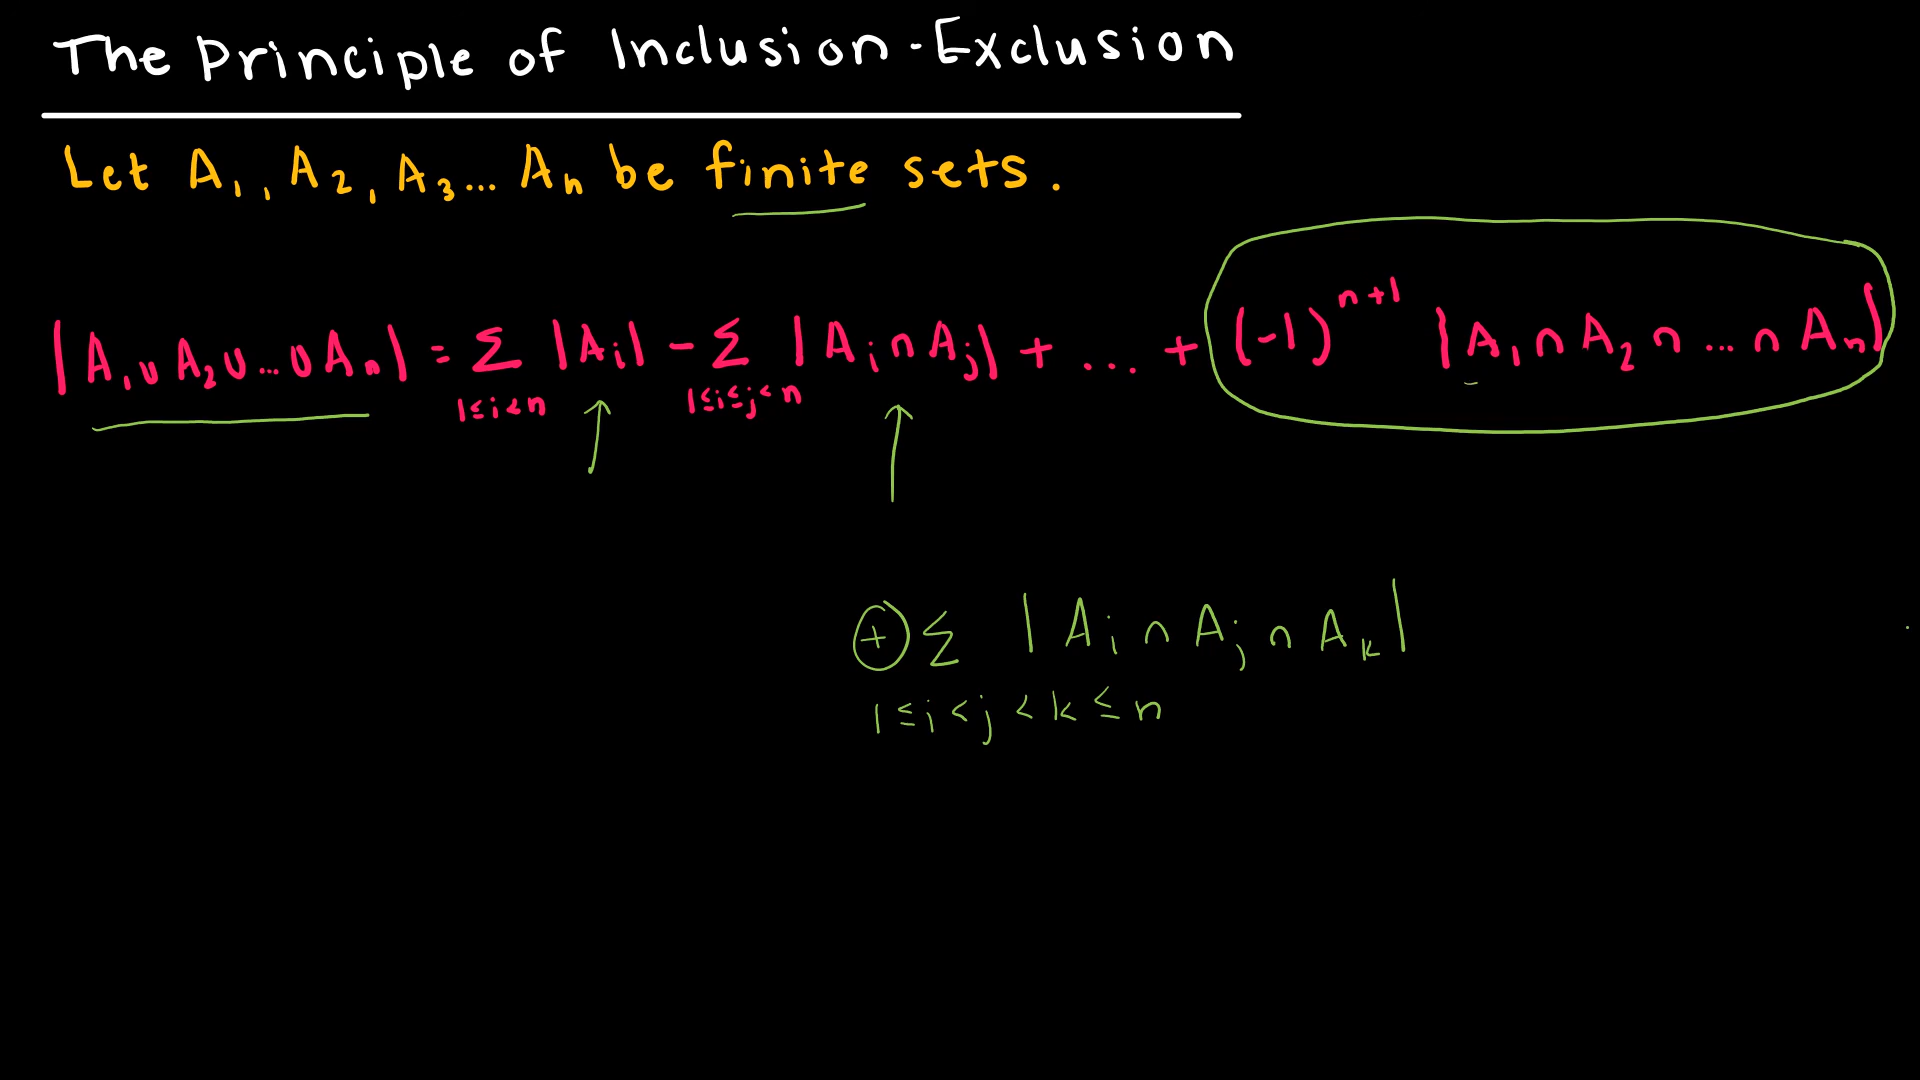 The Principle of Inclusion-Exclusion
Let A₁, A₂, A₃... Aₙ be finite sets.
|A₁ ∪ A₂ ∪ ... ∪ Aₙ| = Σ |Aᵢ| - Σ |Aᵢ ∩ Aⱼ| + ... + (-1)ⁿ⁺¹ |A₁ ∩ A₂ ∩ ... ∩ Aₙ|
1≤i<n 1≤i≤j<n
+ Σ |Aᵢ ∩ Aⱼ ∩ Aₖ|
1≤i<j<k≤n